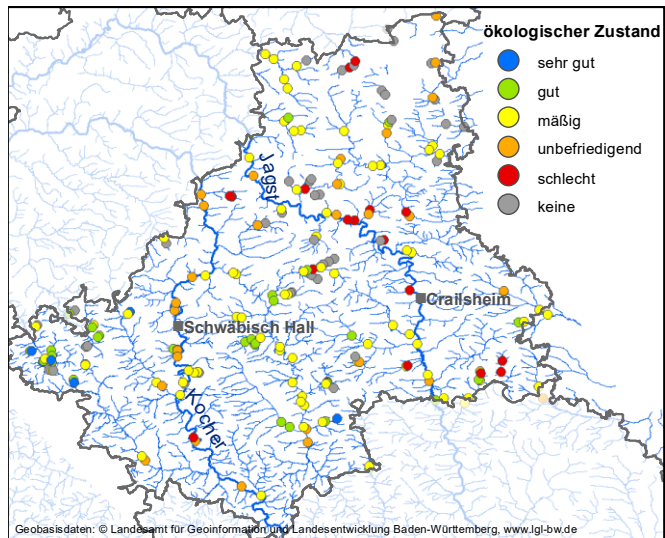 ökologischer Zustand
sehr gut
gut
mäßig
unbefriedigend
schlecht
keine
Jagst
Crailsheim
Schwäbisch Hall
Kocher
Geobasisdaten: © Landesamt für Geoinformation und Landesentwicklung Baden-Württemberg, www.lgl-bw.de